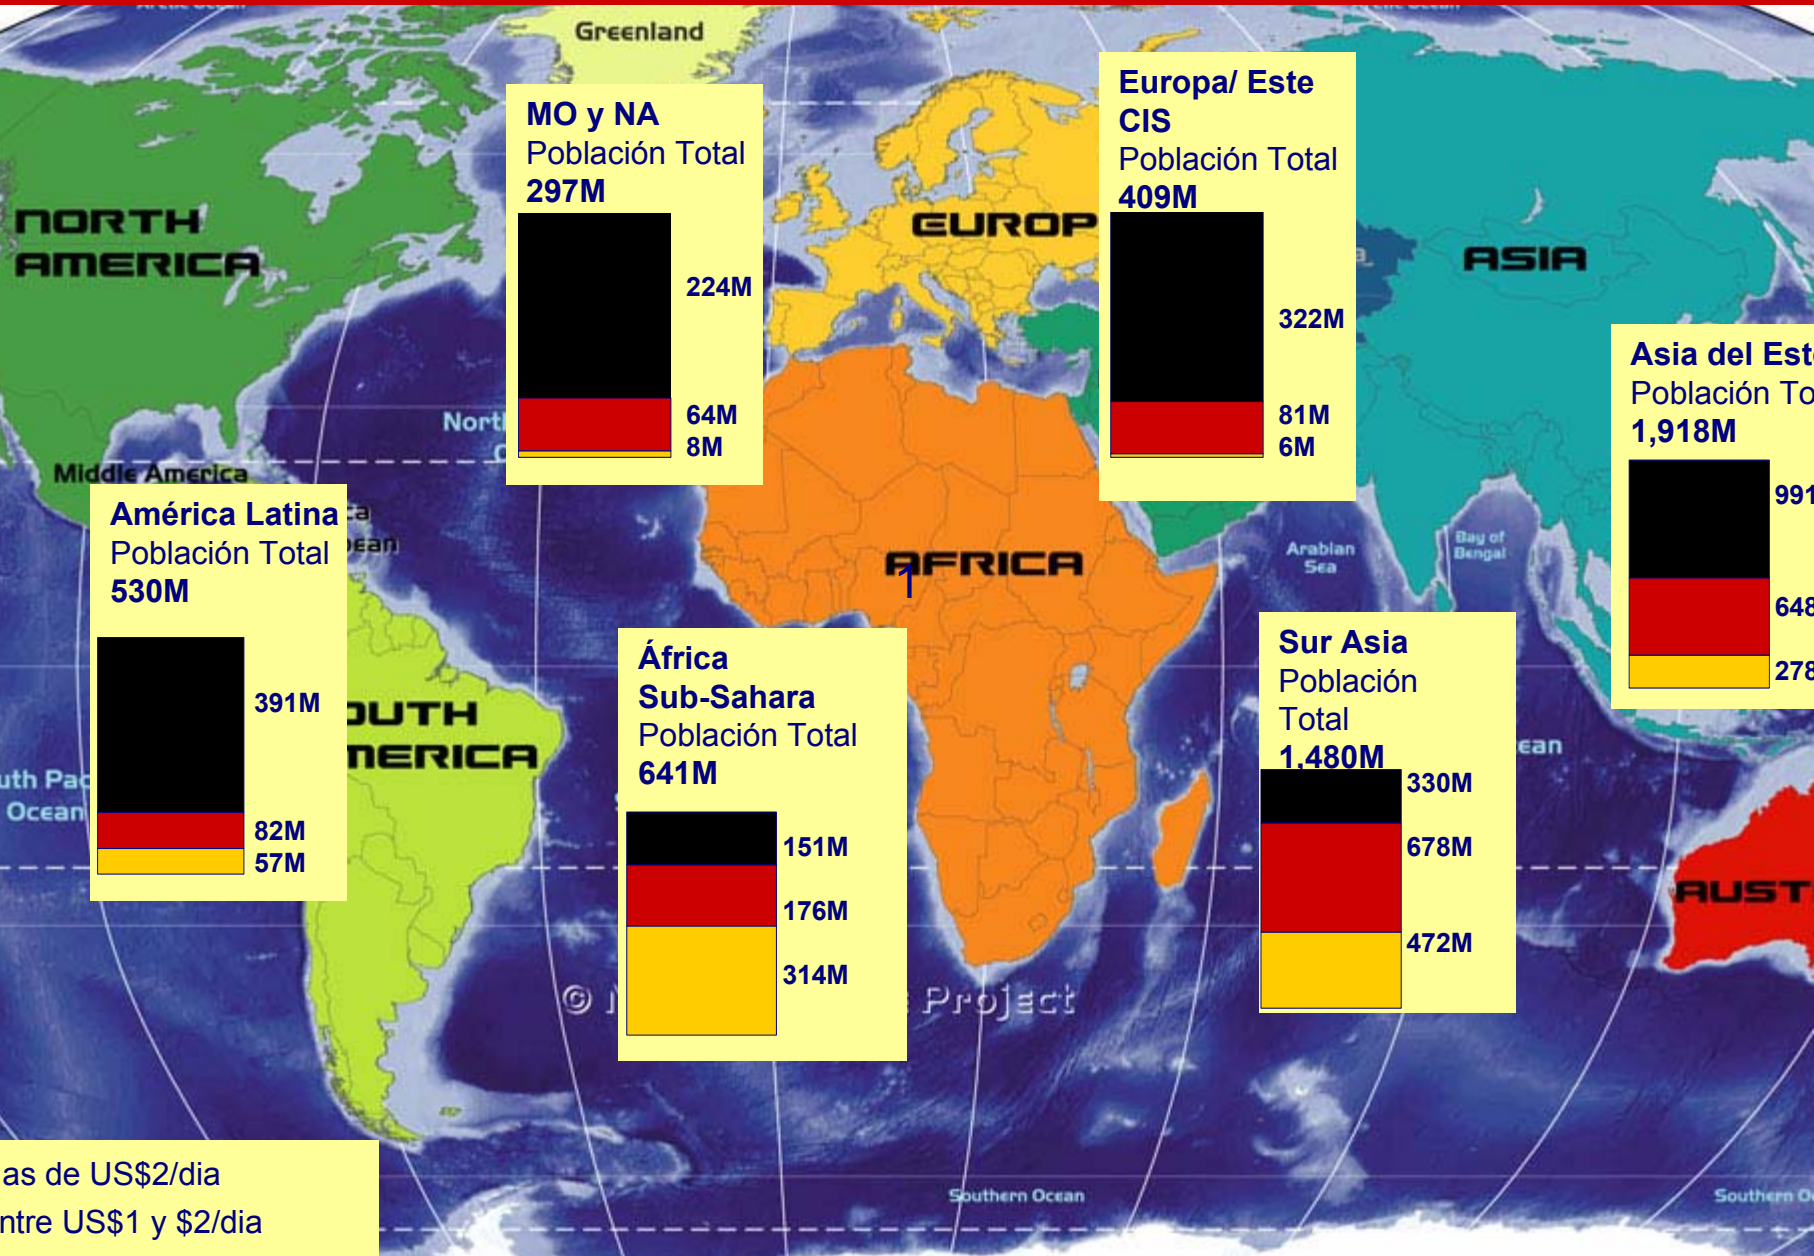 Greenland
NORTH
AMERICA
Middle America
MO y NA
Población Total
297M
224M
64M
8M
EUROP
Europa/ Este
CIS
Población Total
409M
322M
81M
6M
ASIA
Asia del Est
Población To
1,918M
991
648
278
América Latina
Población Total
530M
391M
82M
57M
OUTH
MERICA
uth Pac
Ocean
AFRICA
1
África
Sub-Sahara
Población Total
641M
151M
176M
314M
Arabian
Sea
Bay of
Bengal
Sur Asia
Población
Total
1,480M
330M
678M
472M
ean
AUST
© 
Project
as de US$2/dia
ntre US$1 y $2/dia
Southern Ocean
Southern O